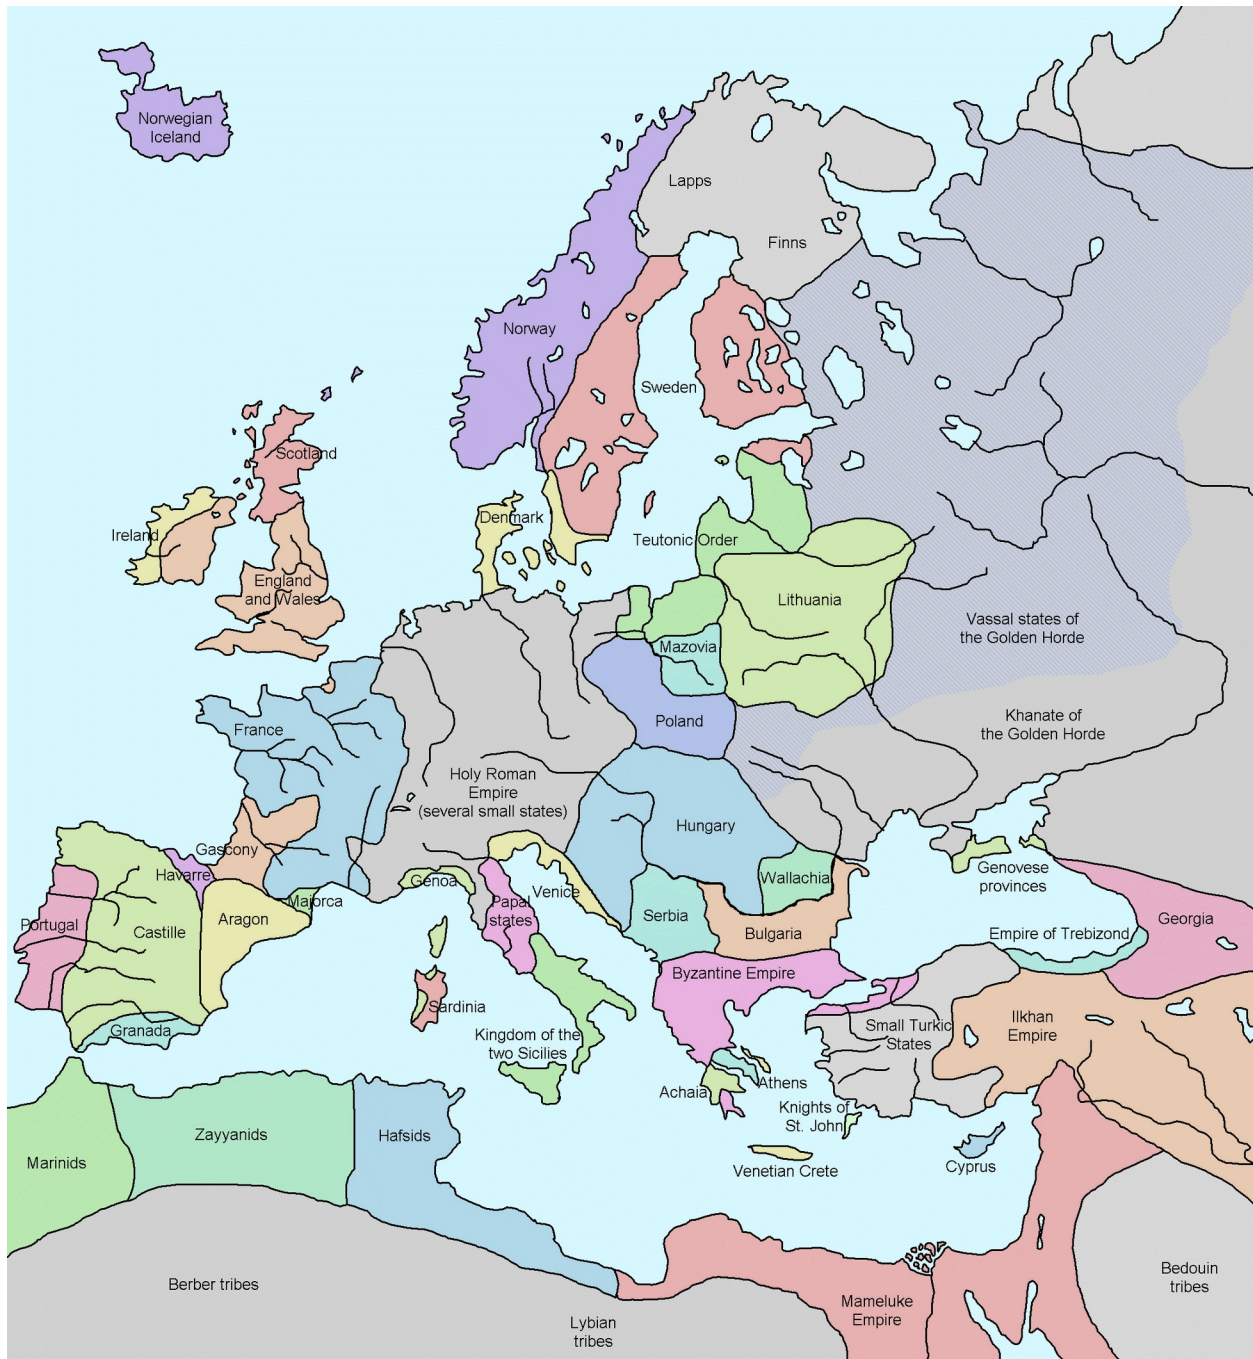 Norwegian
Iceland
Lapps
Finns
Norway
Sweden
Scotland
Denmark
Ireland
Teutonic Order
England
and Wales
Lithuania
Vassal states of
the Golden Horde
Mazovia
Poland
France
Khanate of
the Golden Horde
Holy Roman
Empire
(several small states)
Hungary
Gascony
Havarre
Genoa
Wallachia
Genovese
provinces
Majorca
Venice
Papal
states
Portugal
Castille
Aragon
Serbia
Bulgaria
Georgia
Empire of Trebizond
Byzantine Empire
Sardinia
Granada
Kingdom of the
two Sicilies
Small Turkic
States
Ilkhan
Empire
Achaia
Athens
Knights of
St. John
Marinids
Zayyanids
Hafsids
Venetian Crete
Cyprus
Berber tribes
Lybian
tribes
Mameluke
Empire
Bedouin
tribes